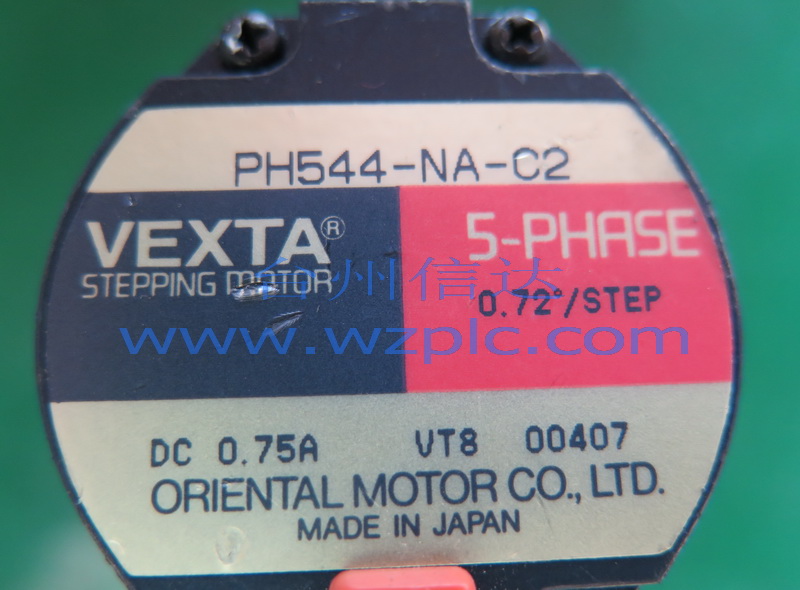 PH544-NA-C2
VEXTA®
5-PHASE
STEPPING MOTOR
台州信达
0.72°/STEP
www.wzplc.com
DC 0.75A VT8 00407
ORIENTAL MOTOR CO., LTD.
MADE IN JAPAN